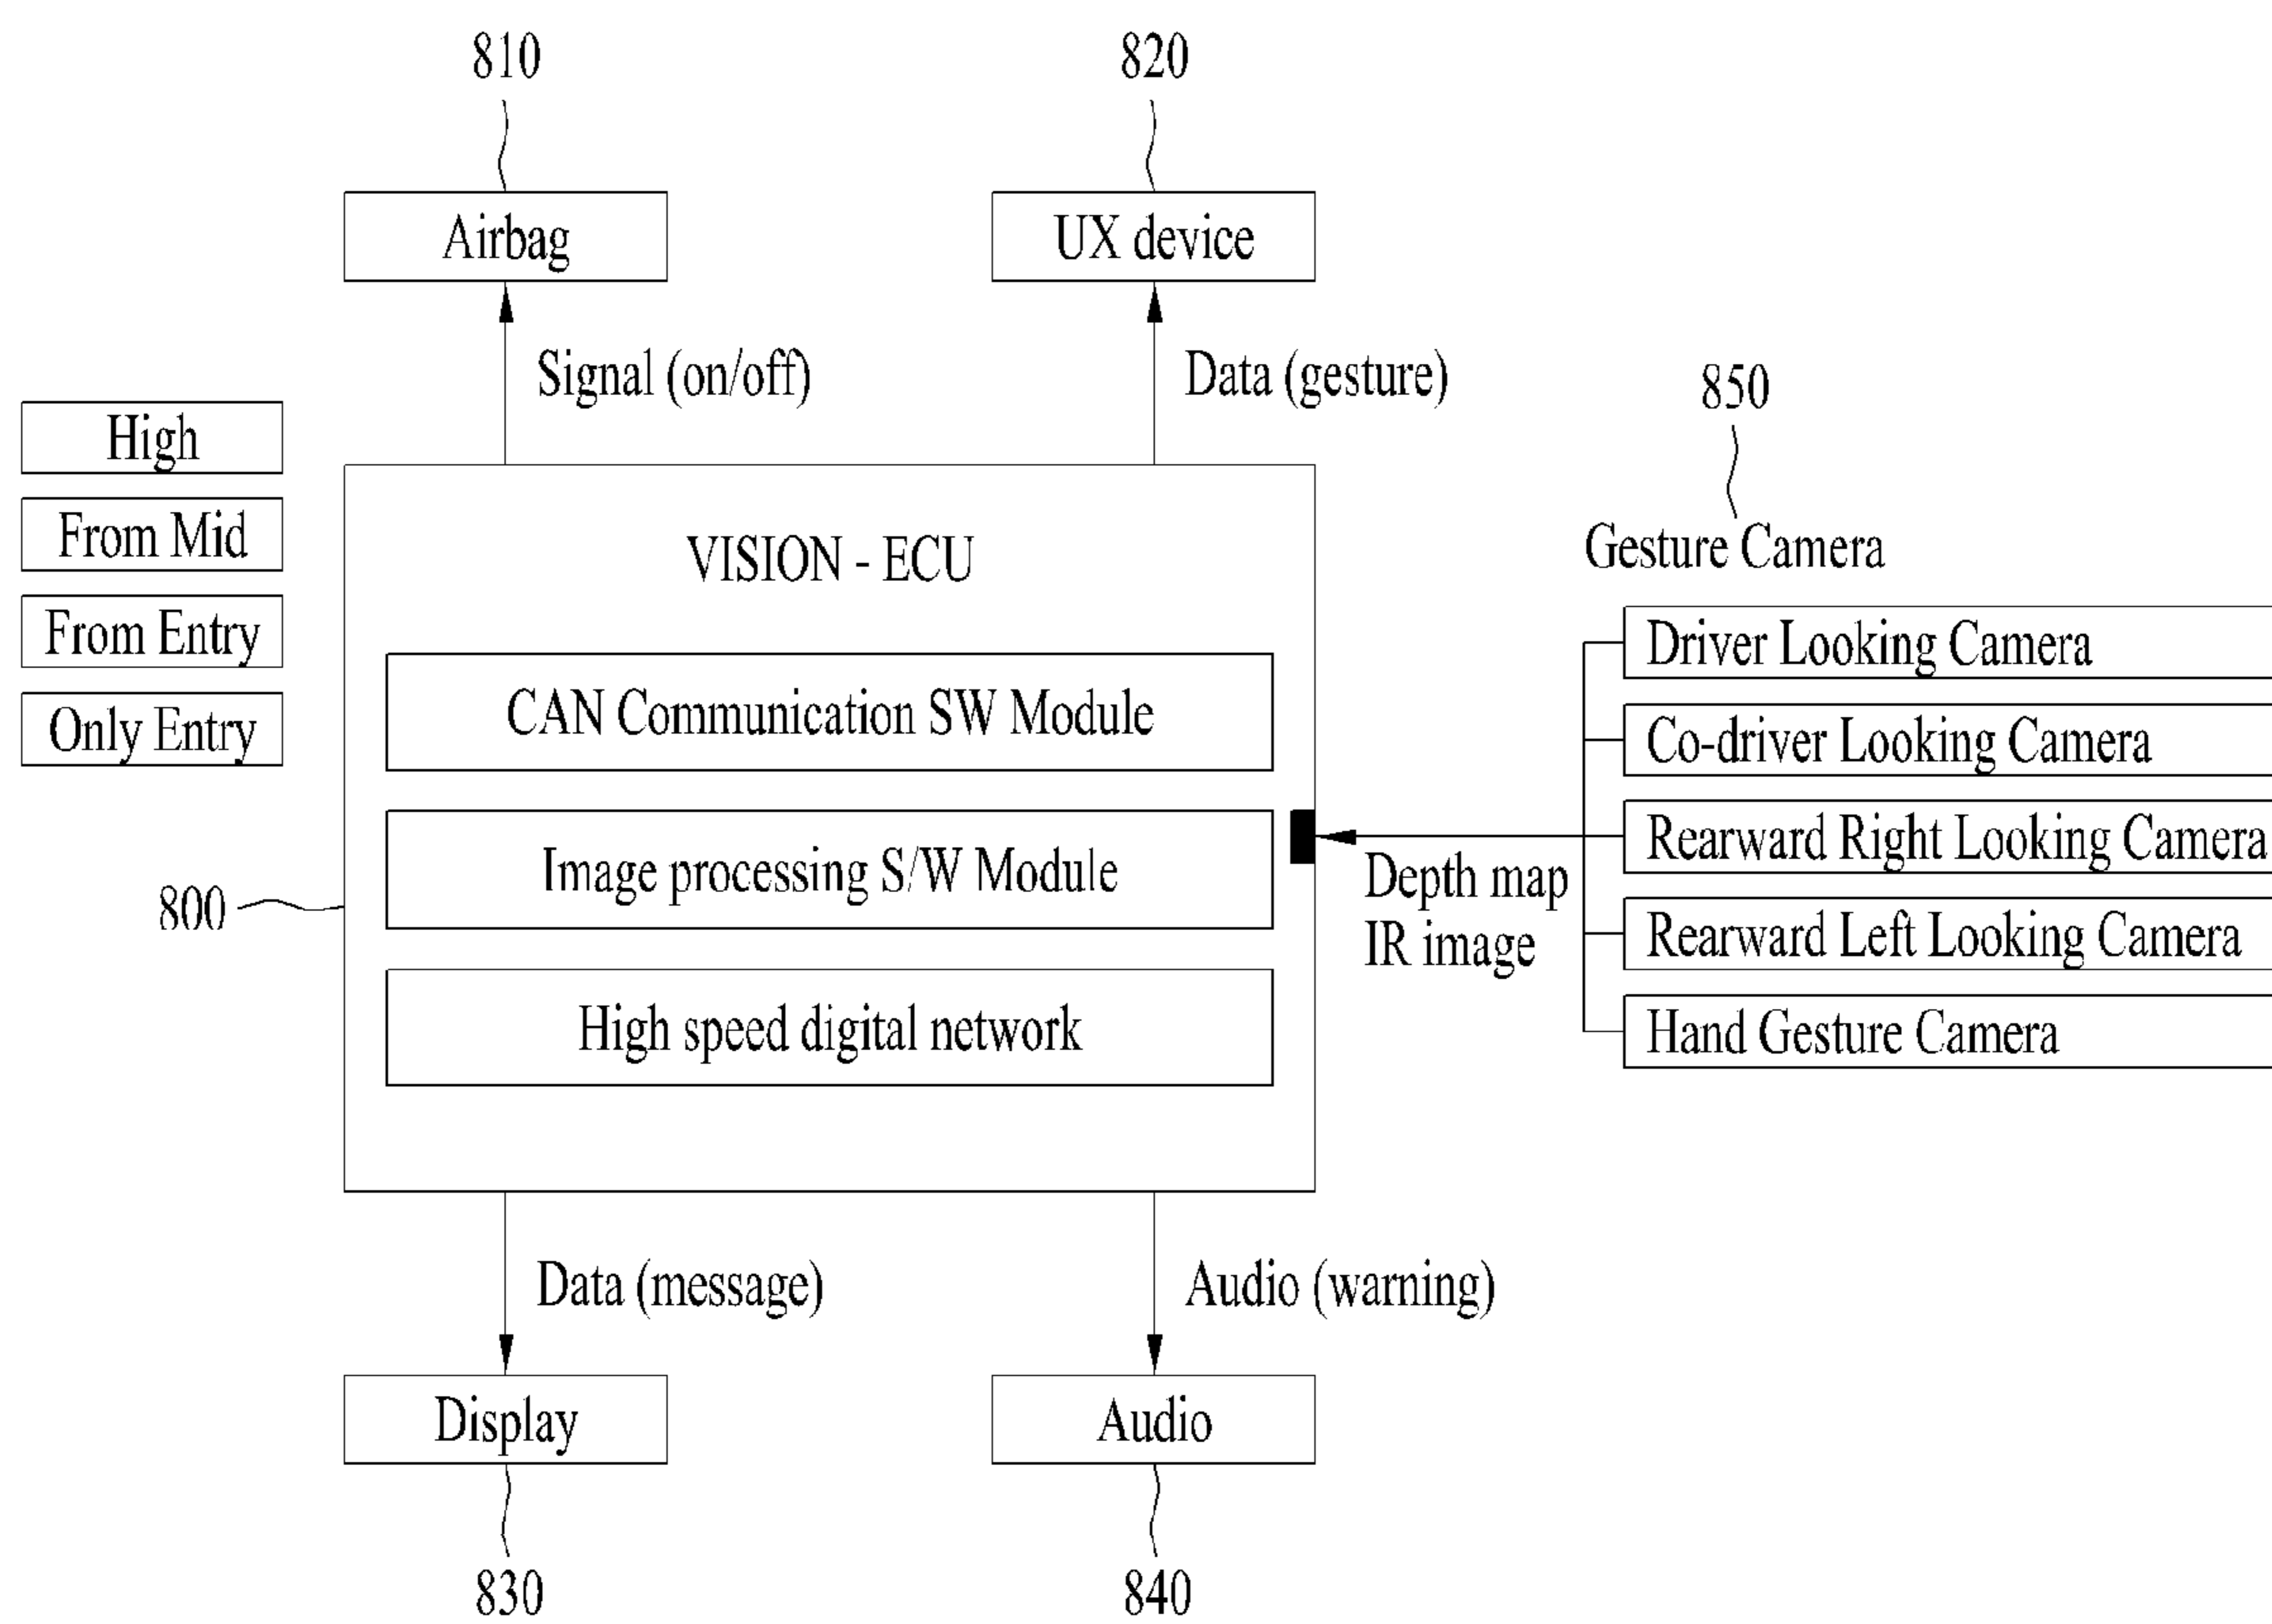 810
820
Airbag
UX device
Signal (on/off)
Data (gesture)
850
High
From Mid
From Entry
Only Entry
VISION - ECU
Gesture Camera
CAN Communication SW Module
Image processing S/W Module
High speed digital network
800
Driver Looking Camera
Co-driver Looking Camera
Rearward Right Looking Camera
Rearward Left Looking Camera
Hand Gesture Camera
Depth map
IR image
Data (message)
Audio (warning)
Display
Audio
830
840